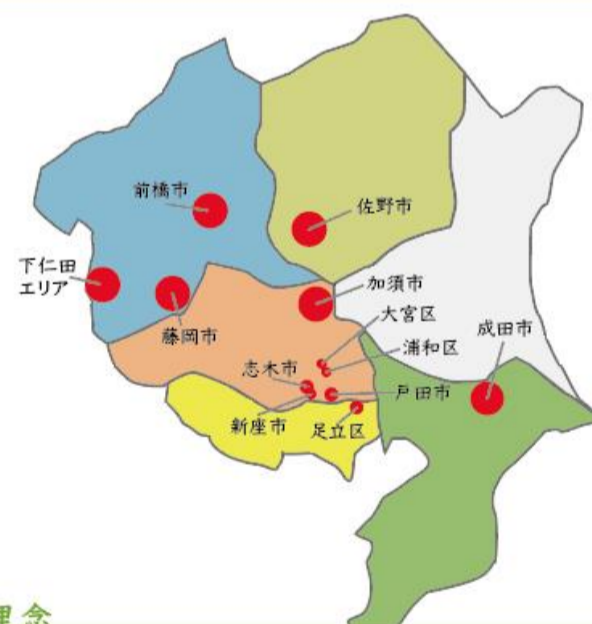 前橋市
佐野市
下仁田
エリア
加須市
藤岡市
大宮区
浦和区
成田市
志木市
戸田市
新座市
足立区
理念